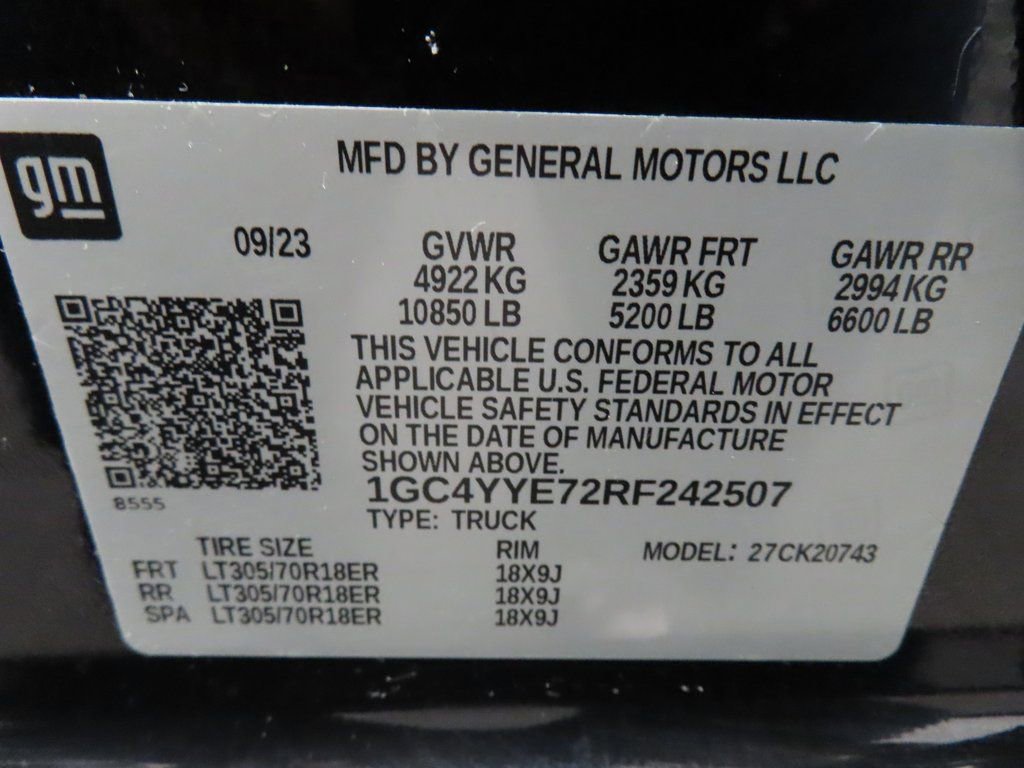 gm
MFD BY GENERAL MOTORS LLC
09/23
GVWR GAWR FRT GAWR RR
4922 KG 2359 KG 2994 KG
10850 LB 5200 LB 6600 LB
THIS VEHICLE CONFORMS TO ALL
APPLICABLE U.S. FEDERAL MOTOR
VEHICLE SAFETY STANDARDS IN EFFECT
ON THE DATE OF MANUFACTURE
SHOWN ABOVE.
1GC4YYE72RF242507
8555
TYPE: TRUCK
TIRE SIZE RIM MODEL: 27CK20743
FRT LT305/70R18ER 18X9J
RR LT305/70R18ER 18X9J
SPA LT305/70R18ER 18X9J